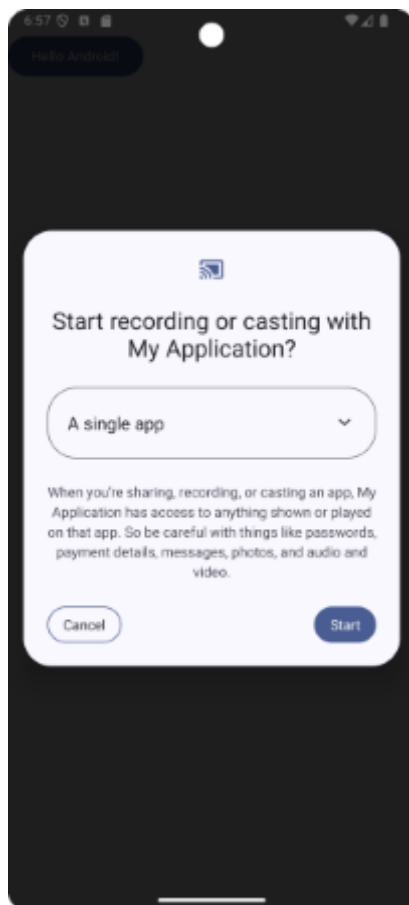 6:57
Hello Android!
Start recording or casting with
My Application?
A single app
When you're sharing, recording, or casting an app, My
Application has access to anything shown or played
on that app. So be careful with things like passwords,
payment details, messages, photos, and audio and
video.
Cancel
Start